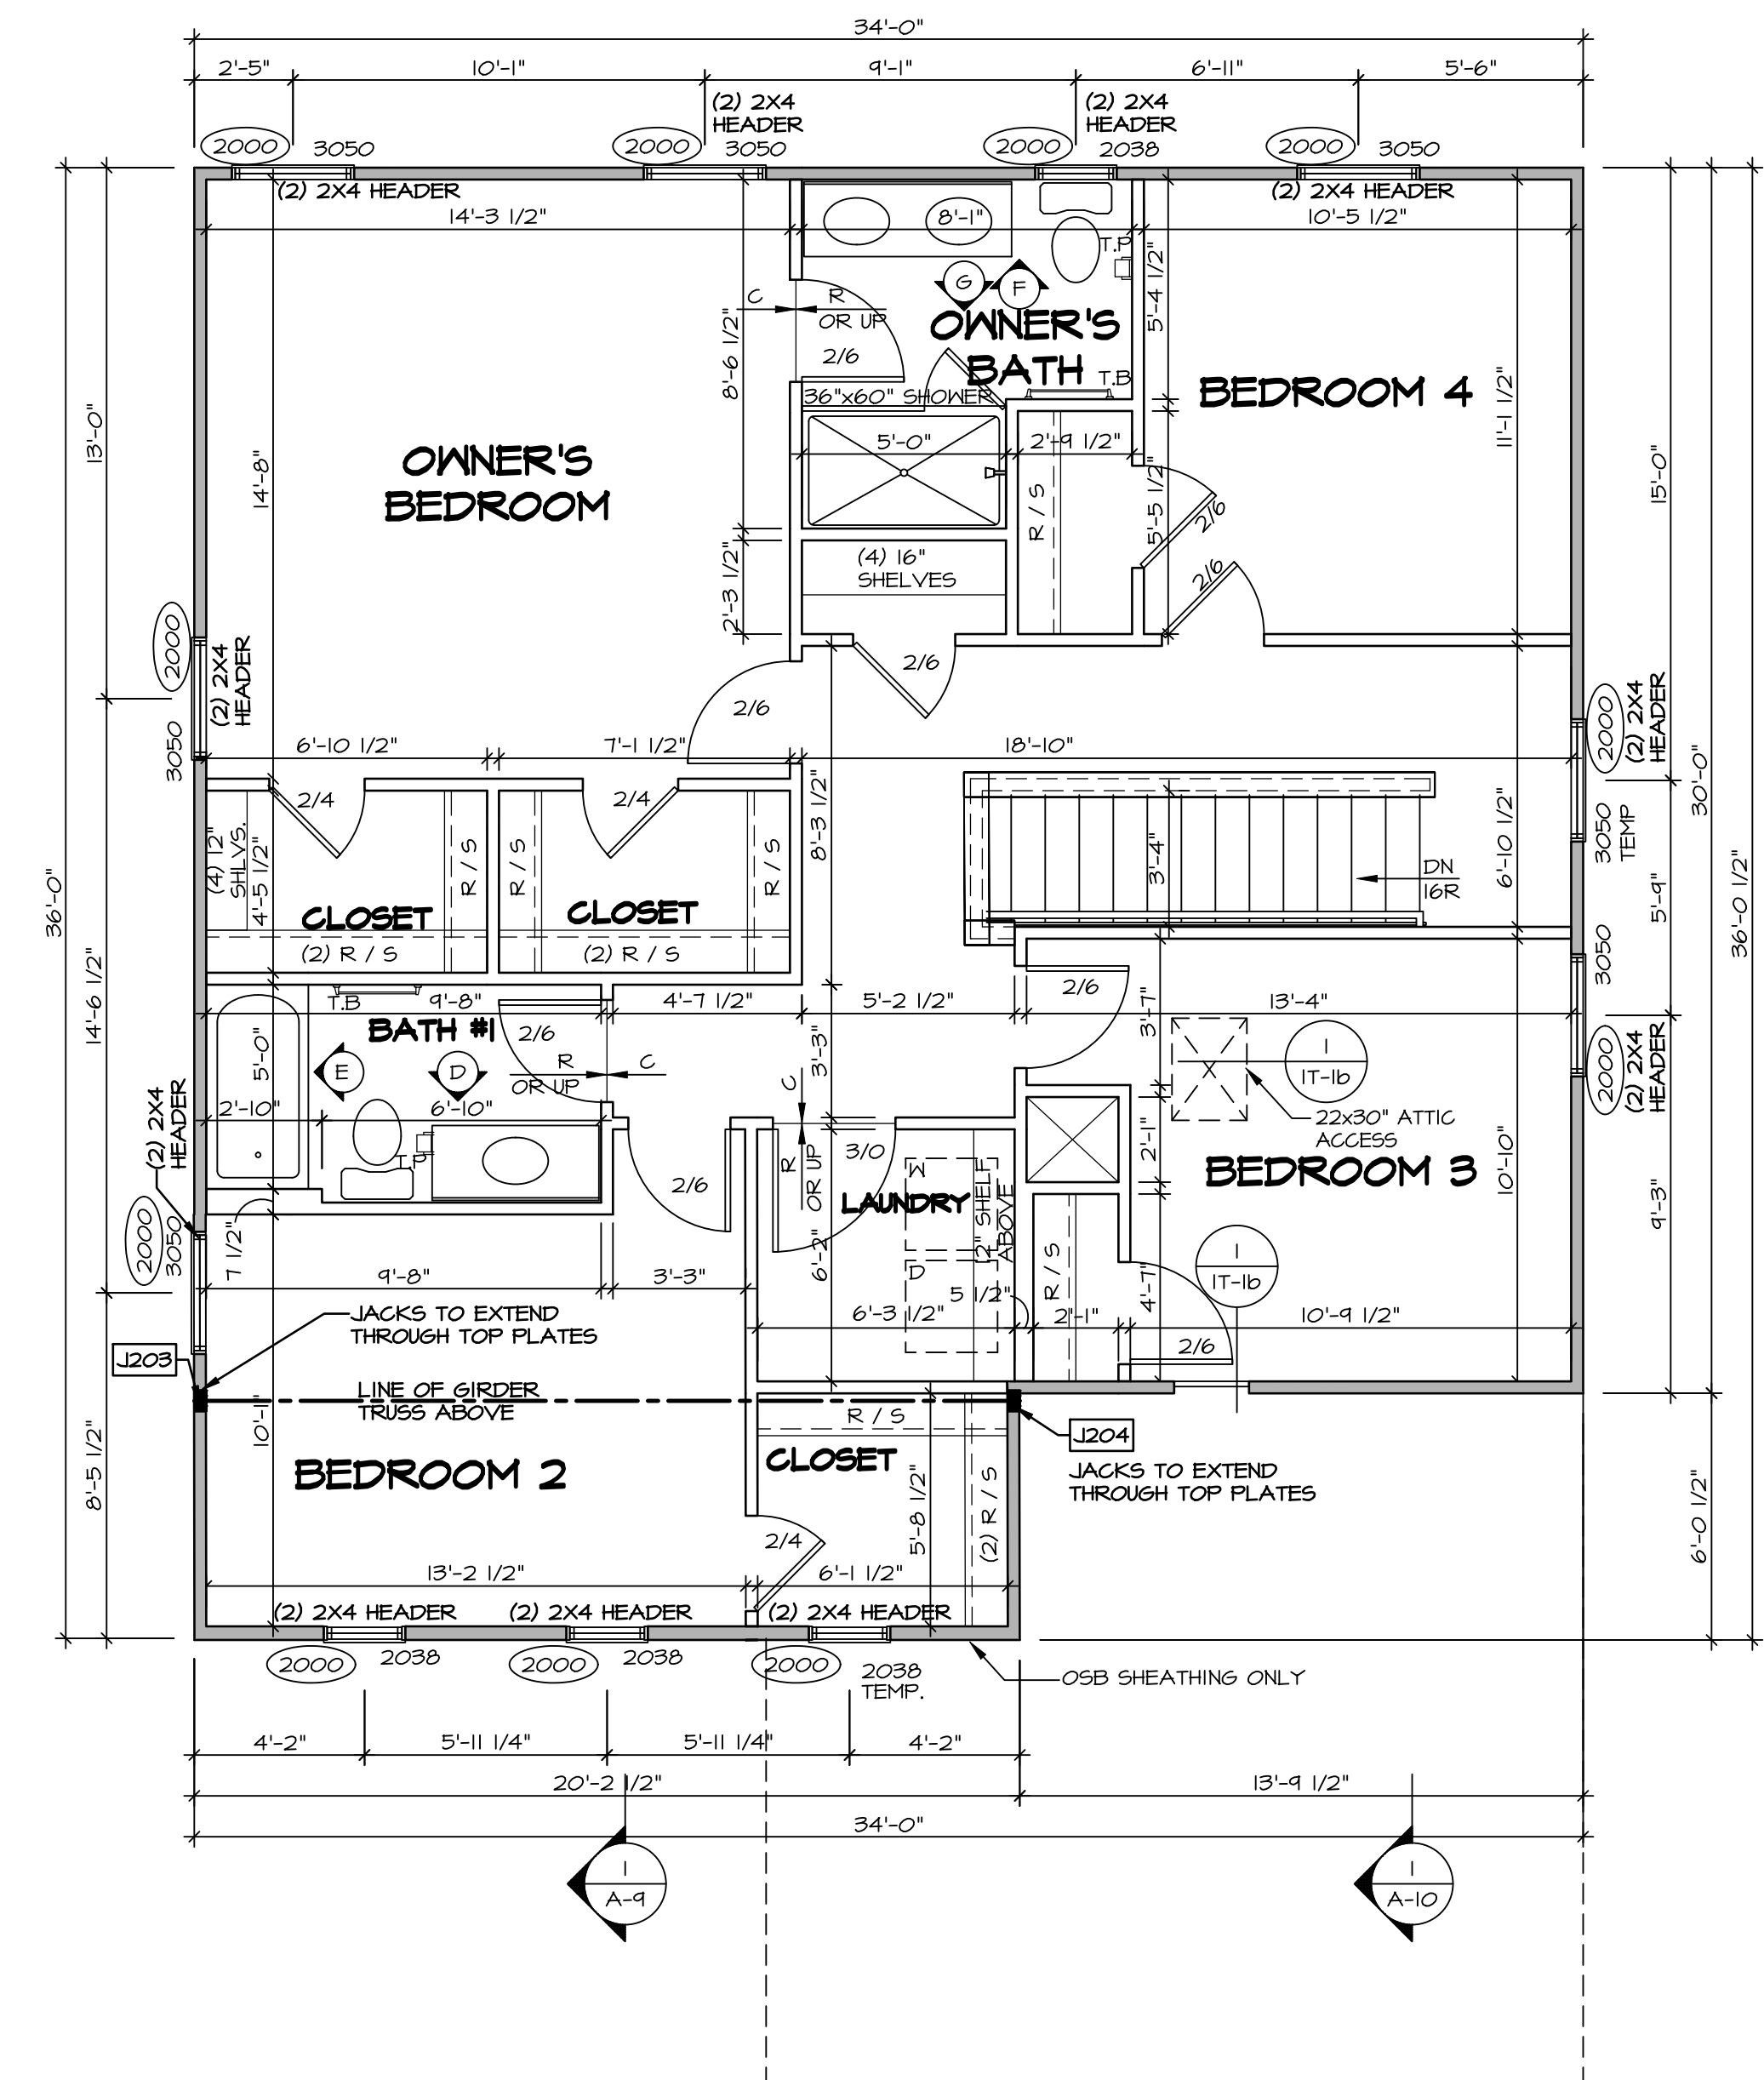 34'-0"
2'-5"
10'-1"
9'-1"
6'-11"
5'-6"
(2) 2X4
HEADER
(2) 2X4
HEADER
2000
3050
2000
3050
2000
2038
2000
3050
(2) 2X4 HEADER
(2) 2X4 HEADER
14'-3 1/2"
8'-1"
10'-5 1/2"
T.P
5'-4 1/2"
G
F
C
R
OR UP
2/6
8'-6 1/2"
OWNER'S
BATH
T.B
36"x60" SHOWER
BEDROOM 4
11'-1 1/2"
13'-0"
14'-8"
OWNER'S
BEDROOM
5'-0"
2'-9 1/2"
R / S
5'-5 1/2"
2/6
2/6
15'-0"
(4) 16"
SHELVES
2'-3 1/2"
2000
(2) 2X4
HEADER
3050
2/6
2/6
2000
(2) 2X4
HEADER
3050
TEMP
30'-0"
6'-10 1/2"
7'-1 1/2"
18'-10"
2/4
2/4
(4) 12"
SHLVS.
4'-5 1/2"
R / S
R / S
R / S
8'-3 1/2"
3'-4"
DN
16R
6'-10 1/2"
5'-9"
36'-0"
36'-0 1/2"
CLOSET
CLOSET
(2) R / S
(2) R / S
3050
T.B
9'-8"
4'-7 1/2"
5'-2 1/2"
2/6
13'-4"
14'-6 1/2"
BATH #1
2/6
3'-3"
3'-7"
5'-0"
E
D
R
OR UP
C
C
1
1T-1b
2000
(2) 2X4
HEADER
(2) 2X4
HEADER
2'-10"
6'-10"
22x30" ATTIC
ACCESS
T.P
R
OR UP
3/0
2'-1"
10'-10"
BEDROOM 3
2/6
W
LAUNDRY
12" SHELF
ABOVE
9'-3"
2000
3050
7 1/2"
6'-2"
D
R / S
1
1T-1b
9'-8"
3'-3"
5 1/2"
4'-7"
JACKS TO EXTEND
THROUGH TOP PLATES
6'-3 1/2"
2'-1"
10'-9 1/2"
2/6
J203
LINE OF GIRDER
TRUSS ABOVE
10'-1"
R / S
J204
CLOSET
BEDROOM 2
JACKS TO EXTEND
THROUGH TOP PLATES
8'-5 1/2"
5'-8 1/2"
(2) R / S
6'-0 1/2"
2/4
13'-2 1/2"
6'-1 1/2"
(2) 2X4 HEADER
(2) 2X4 HEADER
(2) 2X4 HEADER
2000
2038
2000
2038
2000
2038
TEMP.
OSB SHEATHING ONLY
4'-2"
5'-11 1/4"
5'-11 1/4"
4'-2"
20'-2 1/2"
13'-9 1/2"
34'-0"
1
A-9
1
A-10